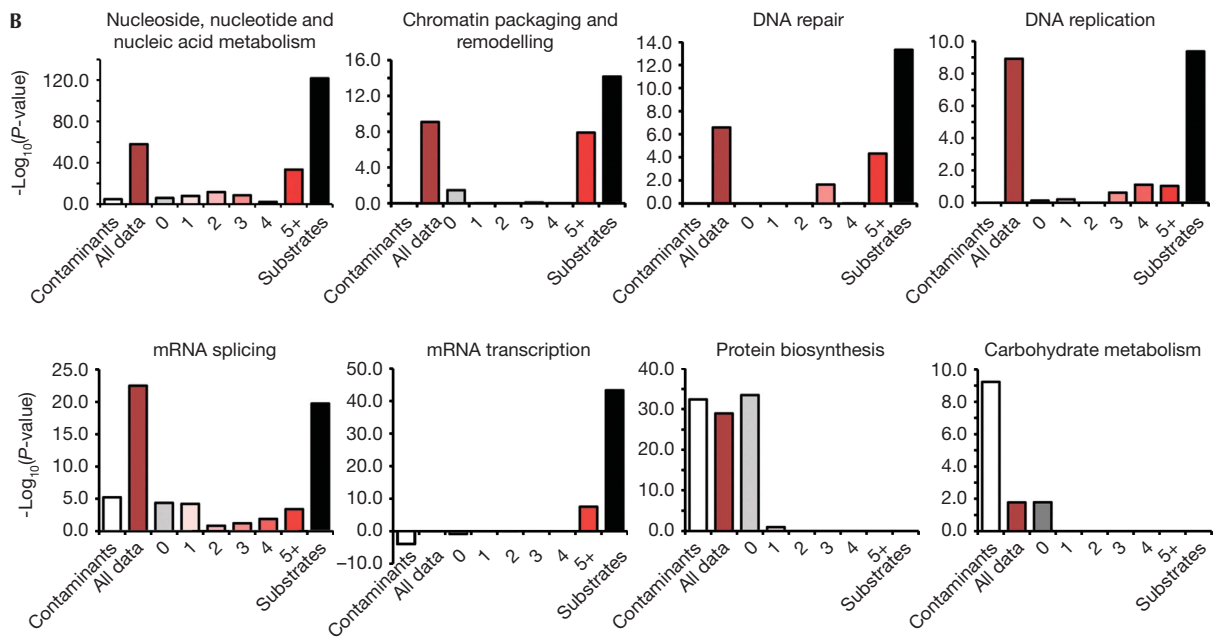 B
Nucleoside, nucleotide and
nucleic acid metabolism
-Log10(P-value)
120.0
80.0
40.0
0.0
Contaminants
All data
0
1
2
3
4
5+
Substrates
Chromatin packaging and
remodelling
16.0
12.0
8.0
4.0
0.0
Contaminants
All data
0
1
2
3
4
5+
Substrates
DNA repair
14.0
12.0
10.0
8.0
6.0
4.0
2.0
0.0
Contaminants
All data
0
1
2
3
4
5+
Substrates
DNA replication
10.0
8.0
6.0
4.0
2.0
0.0
Contaminants
All data
0
1
2
3
4
5+
Substrates
mRNA splicing
-Log10(P-value)
25.0
20.0
15.0
10.0
5.0
0.0
Contaminants
All data
0
1
2
3
4
5+
Substrates
mRNA transcription
50.0
40.0
30.0
20.0
10.0
0.0
−10.0
Contaminants
All data
0
1
2
3
4
5+
Substrates
Protein biosynthesis
40.0
30.0
20.0
10.0
0.0
Contaminants
All data
0
1
2
3
4
5+
Substrates
Carbohydrate metabolism
10.0
8.0
6.0
4.0
2.0
0.0
Contaminants
All data
0
1
2
3
4
5+
Substrates